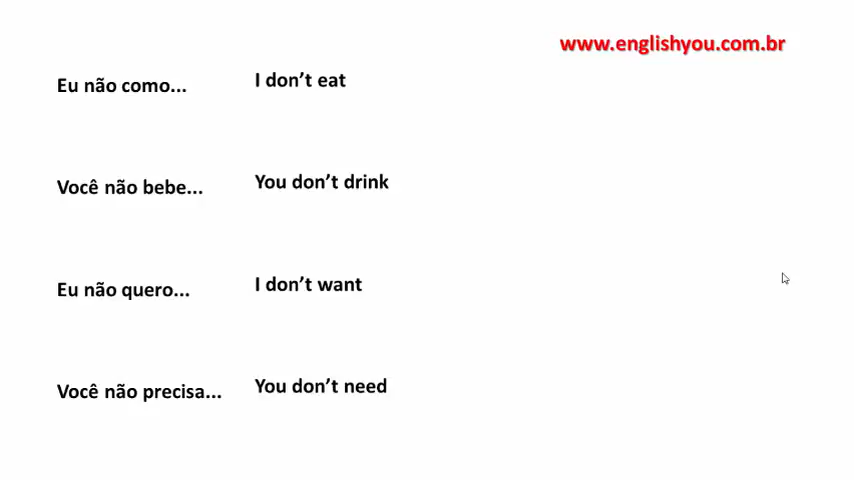 www.englishyou.com.br
Eu não como... I don't eat
Você não bebe... You don't drink
Eu não quero... I don't want
Você não precisa... You don't need